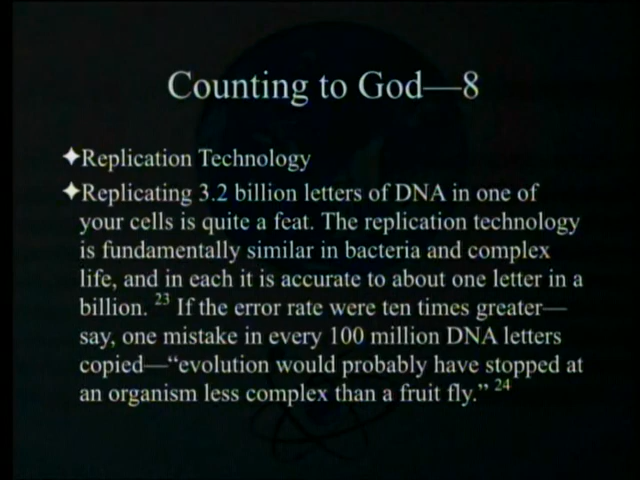 Counting to God—8
✦Replication Technology
✦Replicating 3.2 billion letters of DNA in one of
your cells is quite a feat. The replication technology
is fundamentally similar in bacteria and complex
life, and in each it is accurate to about one letter in a
billion. 23 If the error rate were ten times greater—
say, one mistake in every 100 million DNA letters
copied—“evolution would probably have stopped at
an organism less complex than a fruit fly.” 24